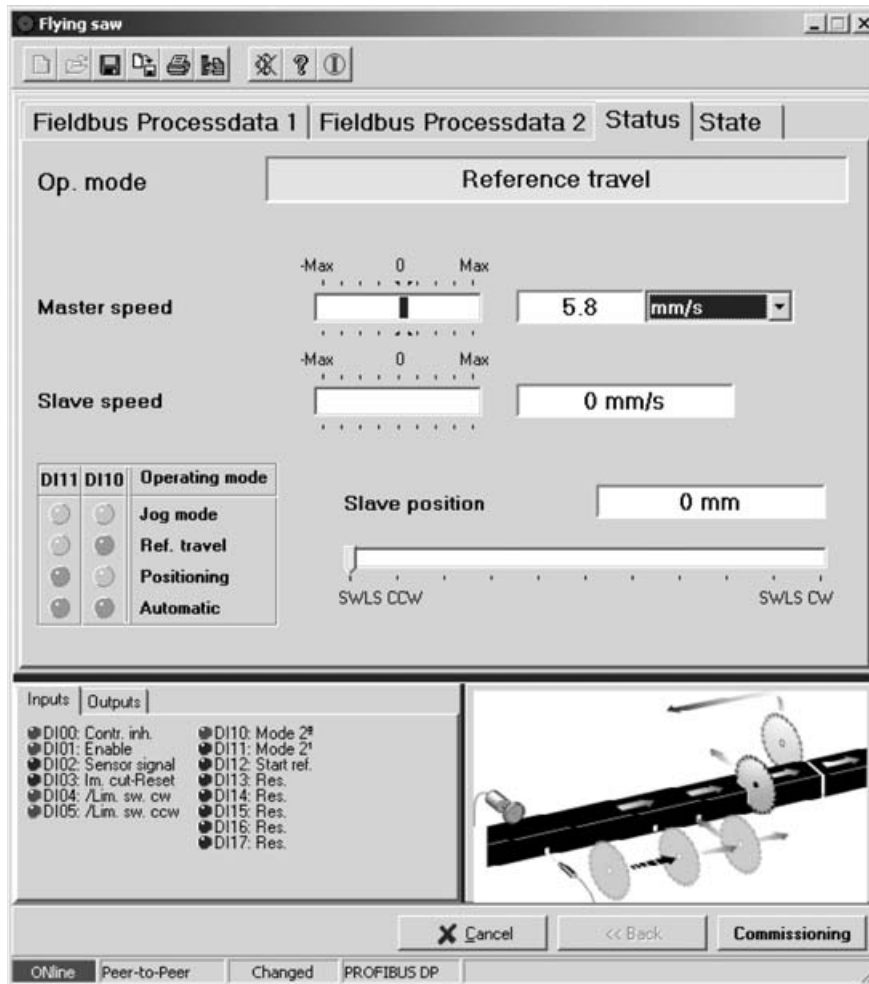 Flying saw
Fieldbus Processdata 1 Fieldbus Processdata 2 Status State
Op. mode Reference travel
-Max 0 Max
Master speed 5.8 mm/s
-Max 0 Max
Slave speed 0 mm/s
DI11 DI10 Operating mode
Jog mode
Ref. travel
Positioning
Automatic
Slave position 0 mm
SWLS CCW SWLS CW
Inputs Outputs
DI00: Contr. inh.
DI01: Enable
DI02: Sensor signal
DI03: Im. cut-Reset
DI04: /Lim. sw. cw
DI05: /Lim. sw. ccw
DI10: Mode 2⁰
DI11: Mode 2¹
DI12: Start ref.
DI13: Res.
DI14: Res.
DI15: Res.
DI16: Res.
DI17: Res.
Cancel << Back Commissioning
ONline Peer-to-Peer Changed PROFIBUS DP